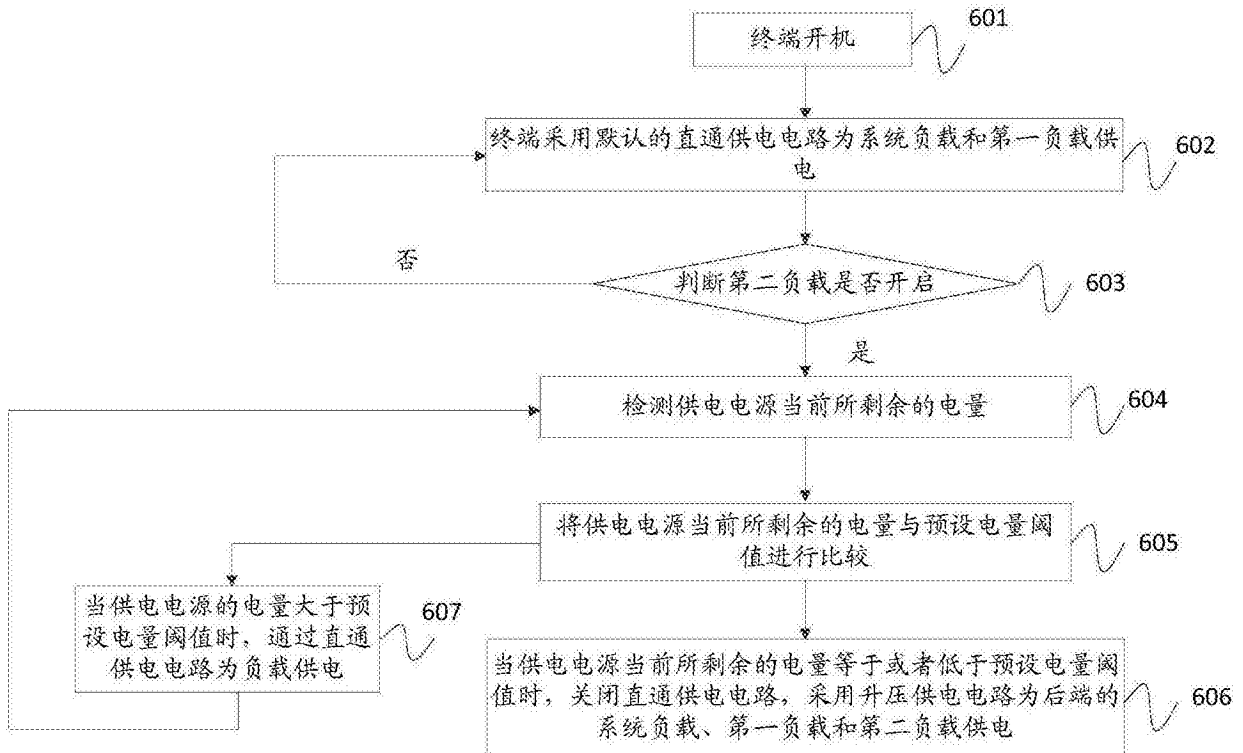 终端开机
601
终端采用默认的直通供电电路为系统负载和第一负载供
电
602
否
判断第二负载是否开启
603
是
检测供电电源当前所剩余的电量
604
将供电电源当前所剩余的电量与预设电量阈
值进行比较
605
当供电电源的电量大于预
设电量阈值时，通过直通
供电电路为负载供电
607
当供电电源当前所剩余的电量等于或者低于预设电量阈
值时，关闭直通供电电路，采用升压供电电路为后端的
系统负载、第一负载和第二负载供电
606